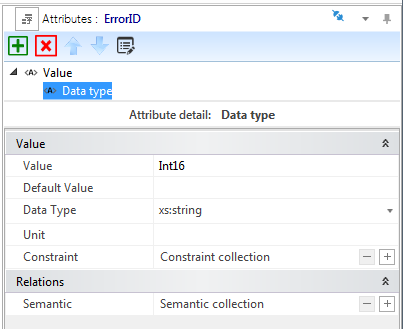 Attributes : ErrorID
<A> Value
<A> Data type
Attribute detail: Data type
Value
Value Int16
Default Value
Data Type xs:string
Unit
Constraint Constraint collection
Relations
Semantic Semantic collection